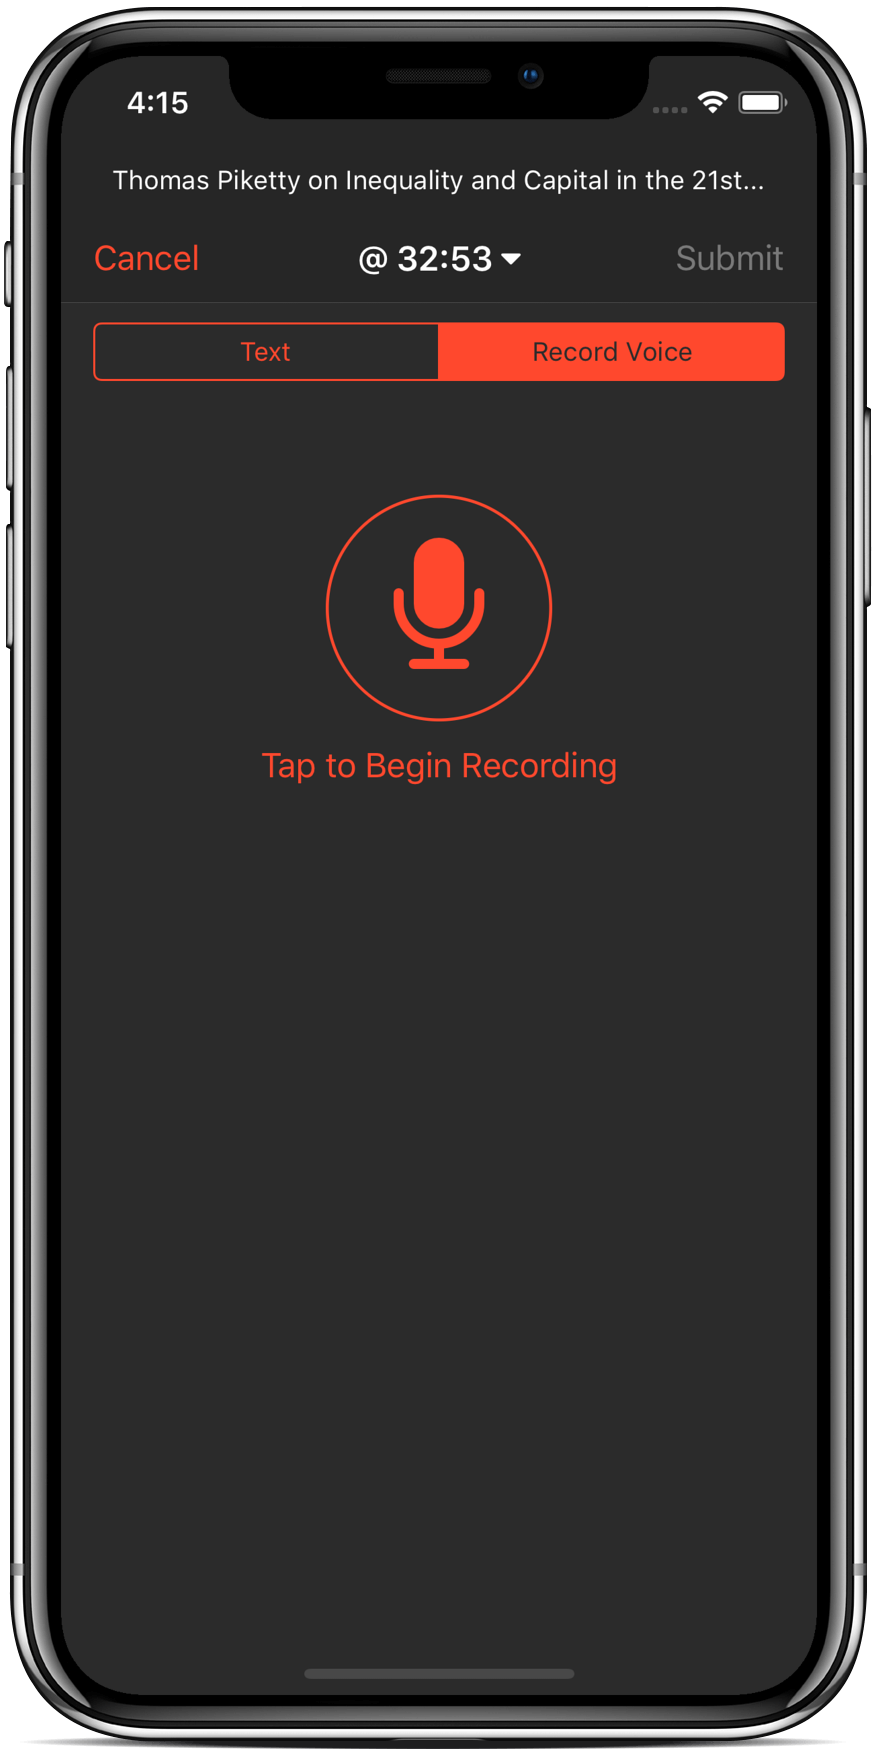 4:15
Thomas Piketty on Inequality and Capital in the 21st...
Cancel @ 32:53 Submit
Text Record Voice
Tap to Begin Recording